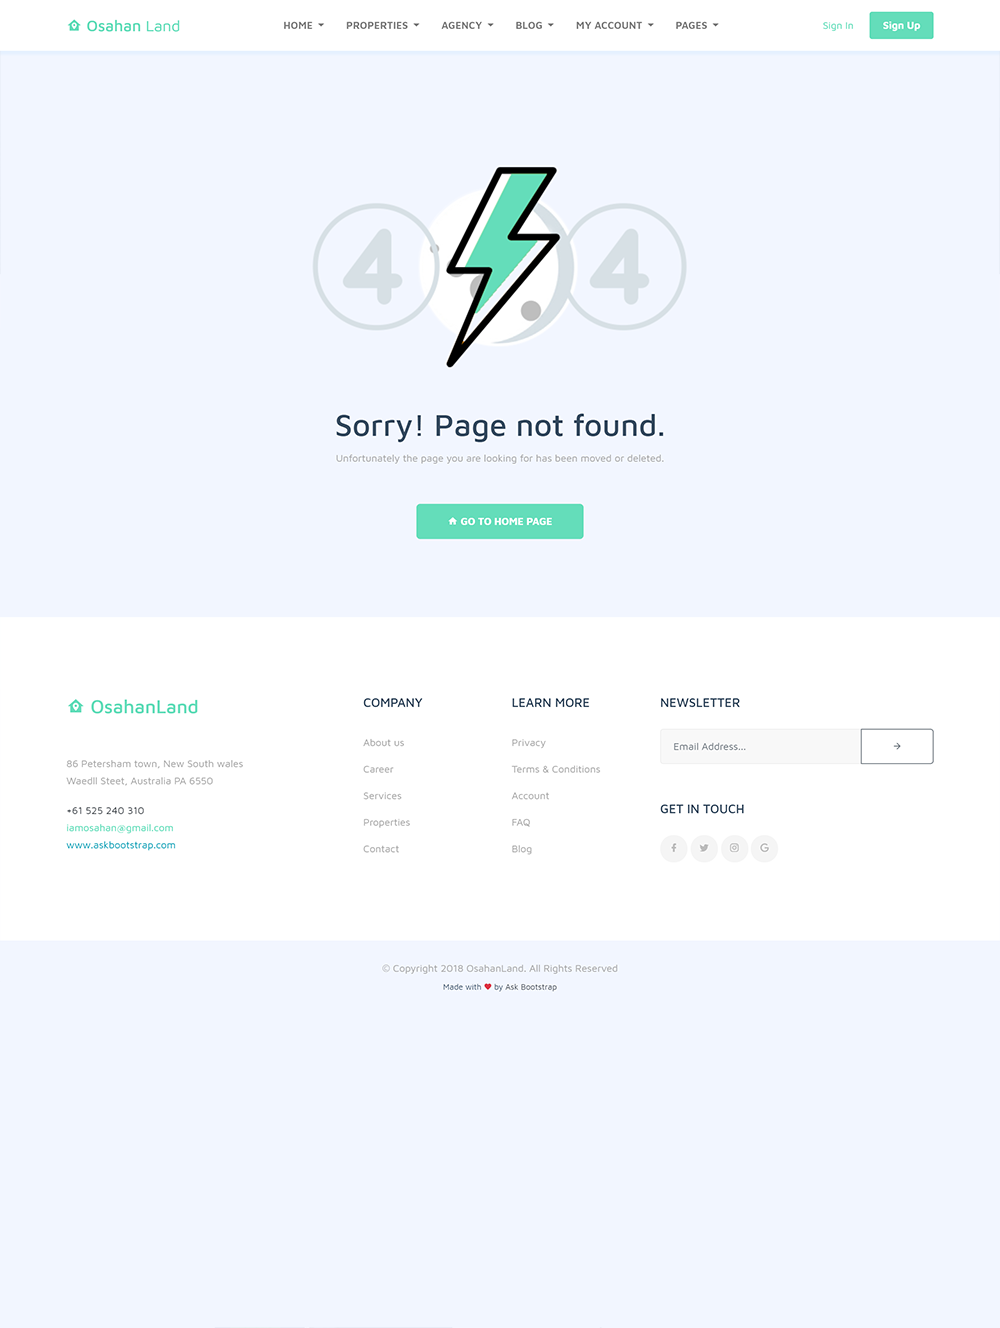 Osahan Land
HOME PROPERTIES AGENCY BLOG MY ACCOUNT PAGES
Sign In Sign Up
4 4
Sorry! Page not found.
Unfortunately the page you are looking for has been moved or deleted.
GO TO HOME PAGE
OsahanLand
86 Petersham town, New South wales
Waedll Steet, Australia PA 6550
+61 525 240 310
iamosahan@gmail.com
www.askbootstrap.com
COMPANY
About us
Career
Services
Properties
Contact
LEARN MORE
Privacy
Terms & Conditions
Account
FAQ
Blog
NEWSLETTER
Email Address...
GET IN TOUCH
© Copyright 2018 OsahanLand. All Rights Reserved
Made with ♥ by Ask Bootstrap